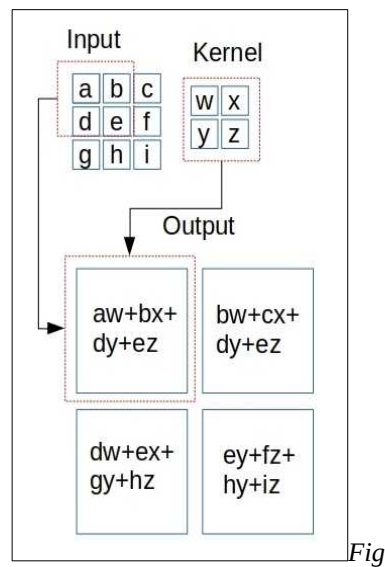 Input
Kernel
a b c
d e f
g h i
w x
y z
Output
aw+bx+
dy+ez
bw+cx+
dy+ez
dw+ex+
gy+hz
ey+fz+
hy+iz
Fig